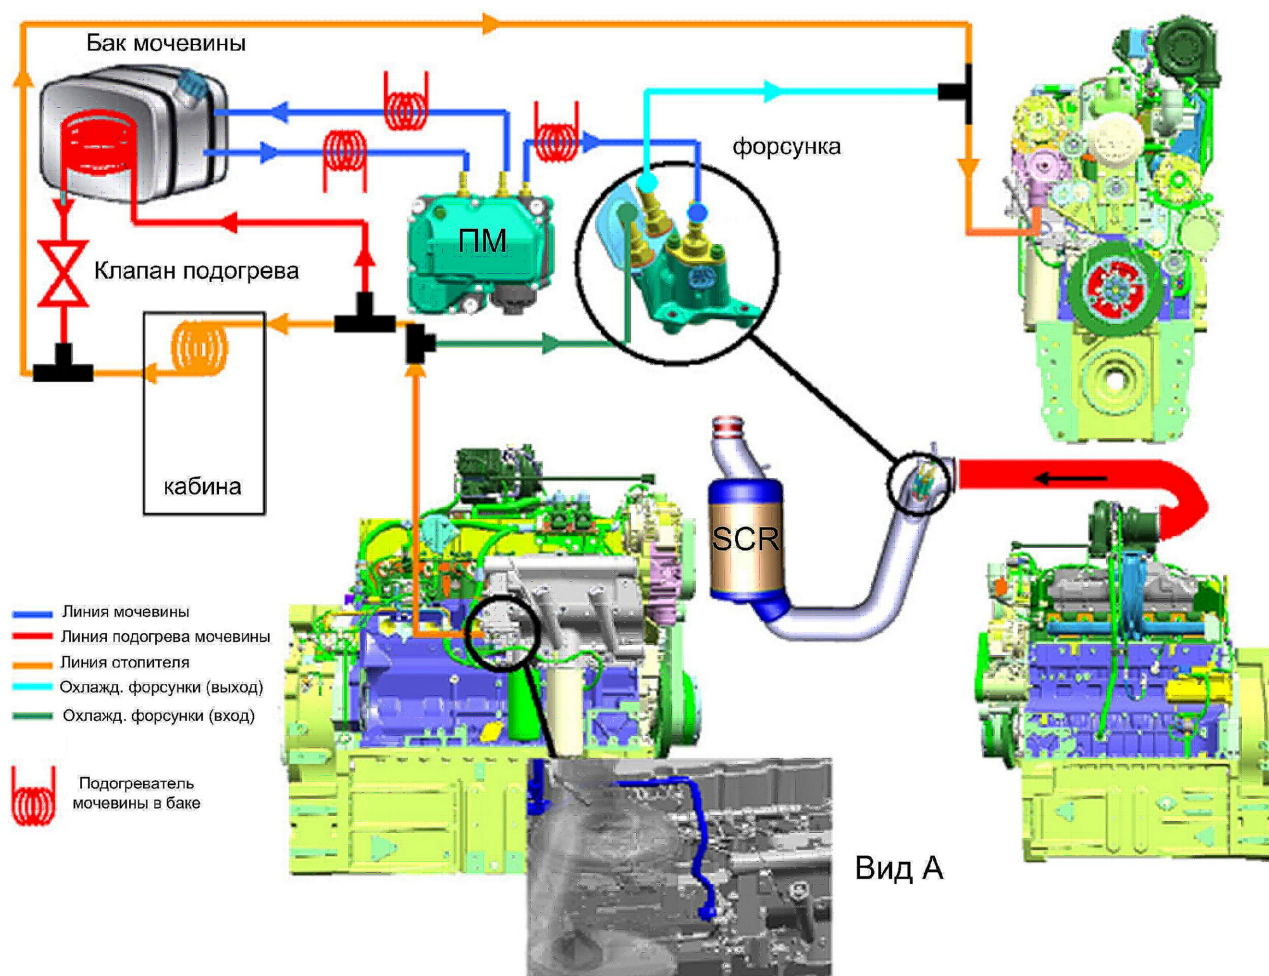 Бак мочевины
форсунка
ПМ
Клапан подогрева
кабина
SCR
Линия мочевины
Линия подогрева мочевины
Линия отопителя
Охлажд. форсунки (выход)
Охлажд. форсунки (вход)
Подогреватель
мочевины в баке
Вид А